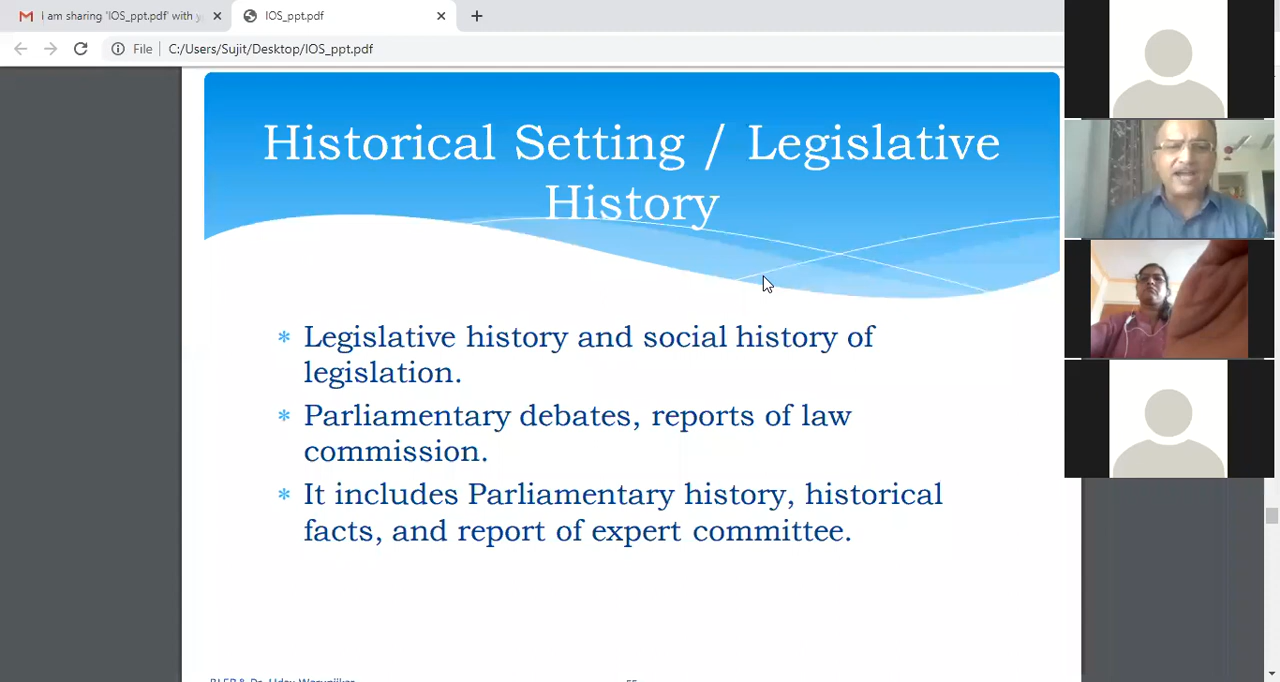 I am sharing 'IOS_ppt.pdf' with
IOS_ppt.pdf
File C:/Users/Sujit/Desktop/IOS_ppt.pdf
Historical Setting / Legislative
History
* Legislative history and social history of
legislation.
* Parliamentary debates, reports of law
commission.
* It includes Parliamentary history, historical
facts, and report of expert committee.